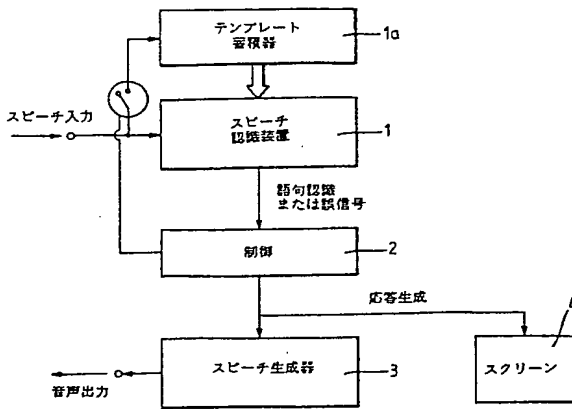 テンプレート
蓄積器
1a
スピーチ入力
スピーチ
認識装置
1
語句認識
または誤信号
制御
2
応答生成
スピーチ生成器
3
音声出力
スクリーン